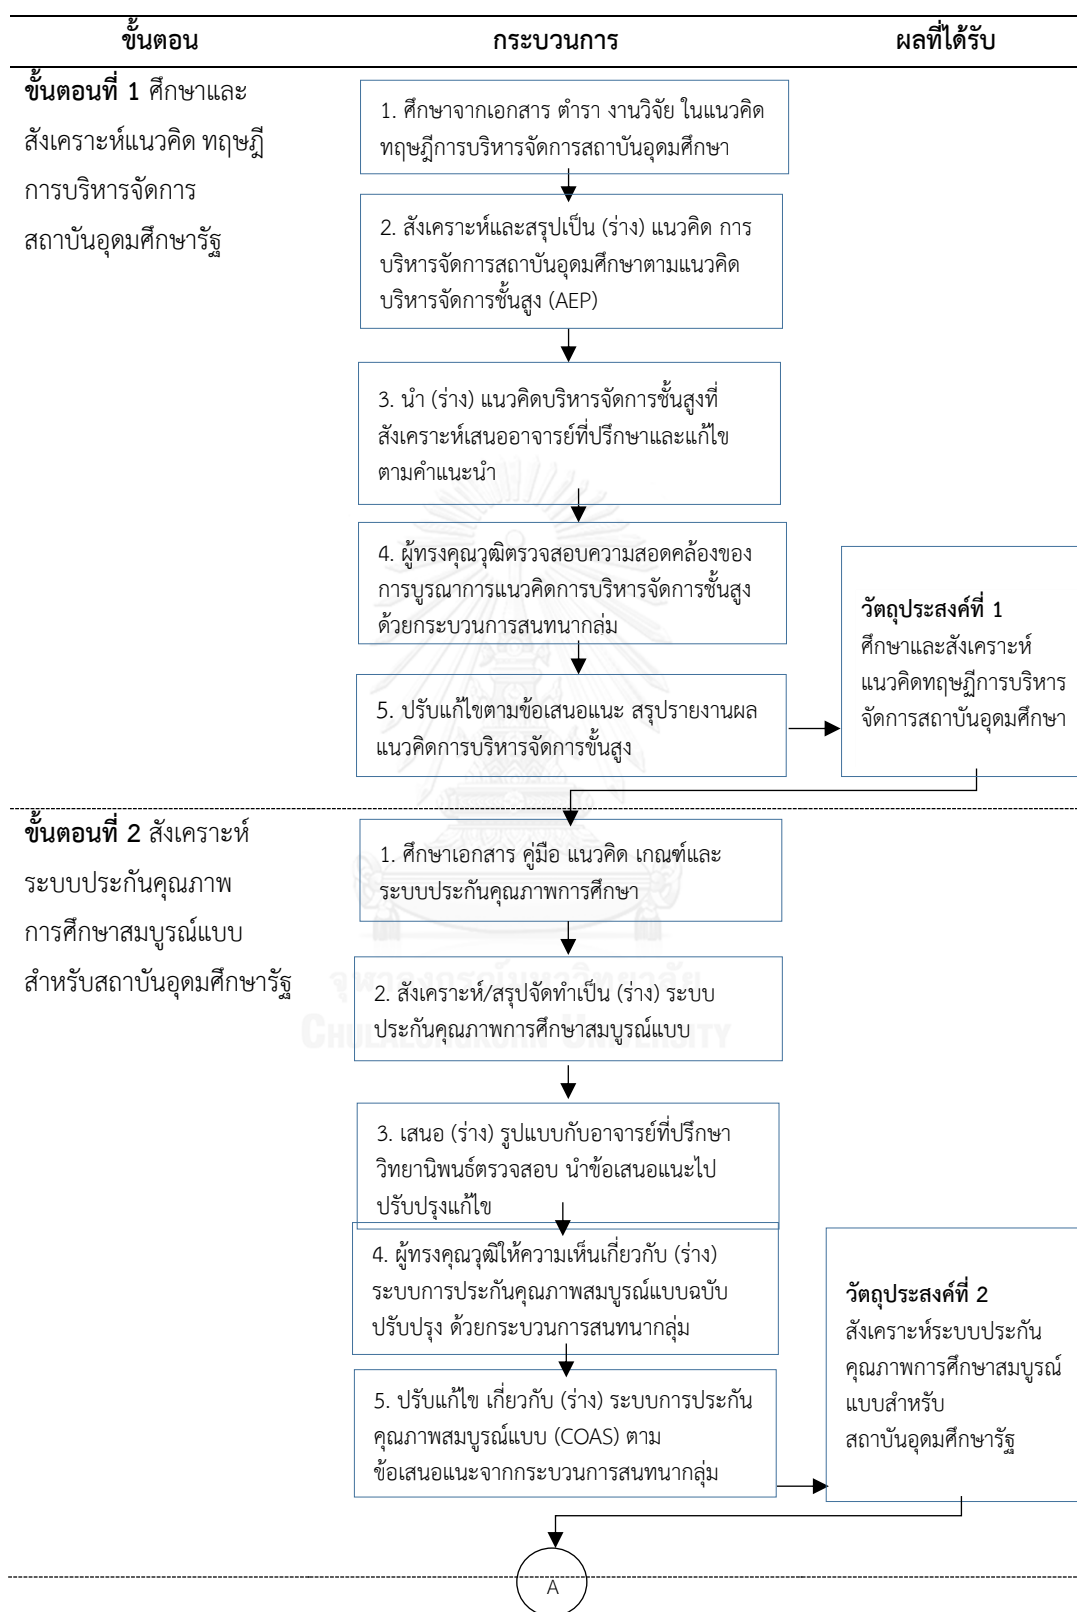 ขั้นตอน กระบวนการ ผลที่ได้รับ
ขั้นตอนที่ 1 ศึกษาและ
สังเคราะห์แนวคิด ทฤษฎี
การบริหารจัดการ
สถาบันอุดมศึกษารัฐ
1. ศึกษาจากเอกสาร ตำรา งานวิจัย ในแนวคิด
ทฤษฎีการบริหารจัดการสถาบันอุดมศึกษา
2. สังเคราะห์และสรุปเป็น (ร่าง) แนวคิด การ
บริหารจัดการสถาบันอุดมศึกษาตามแนวคิด
บริหารจัดการชั้นสูง (AEP)
3. นำ (ร่าง) แนวคิดบริหารจัดการชั้นสูงที่
สังเคราะห์เสนออาจารย์ที่ปรึกษาและแก้ไข
ตามคำแนะนำ
4. ผู้ทรงคุณวุฒิตรวจสอบความสอดคล้องของ
การบูรณาการแนวคิดการบริหารจัดการชั้นสูง
ด้วยกระบวนการสนทนากลุ่ม
5. ปรับแก้ไขตามข้อเสนอแนะ สรุปรายงานผล
แนวคิดการบริหารจัดการขั้นสูง
วัตถุประสงค์ที่ 1
ศึกษาและสังเคราะห์
แนวคิดทฤษฎีการบริหาร
จัดการสถาบันอุดมศึกษา
ขั้นตอนที่ 2 สังเคราะห์
ระบบประกันคุณภาพ
การศึกษาสมบูรณ์แบบ
สำหรับสถาบันอุดมศึกษารัฐ
1. ศึกษาเอกสาร คู่มือ แนวคิด เกณฑ์และ
ระบบประกันคุณภาพการศึกษา
2. สังเคราะห์/สรุปจัดทำเป็น (ร่าง) ระบบ
ประกันคุณภาพการศึกษาสมบูรณ์แบบ
จุฬาลงกรณ์มหาวิทยาลัย
CHULALONGKORN UNIVERSITY
3. เสนอ (ร่าง) รูปแบบกับอาจารย์ที่ปรึกษา
วิทยานิพนธ์ตรวจสอบ นำข้อเสนอแนะไป
ปรับปรุงแก้ไข
4. ผู้ทรงคุณวุฒิให้ความเห็นเกี่ยวกับ (ร่าง)
ระบบการประกันคุณภาพสมบูรณ์แบบฉบับ
ปรับปรุง ด้วยกระบวนการสนทนากลุ่ม
5. ปรับแก้ไข เกี่ยวกับ (ร่าง) ระบบการประกัน
คุณภาพสมบูรณ์แบบ (COAS) ตาม
ข้อเสนอแนะจากกระบวนการสนทนากลุ่ม
วัตถุประสงค์ที่ 2
สังเคราะห์ระบบประกัน
คุณภาพการศึกษาสมบูรณ์
แบบสำหรับ
สถาบันอุดมศึกษารัฐ
A